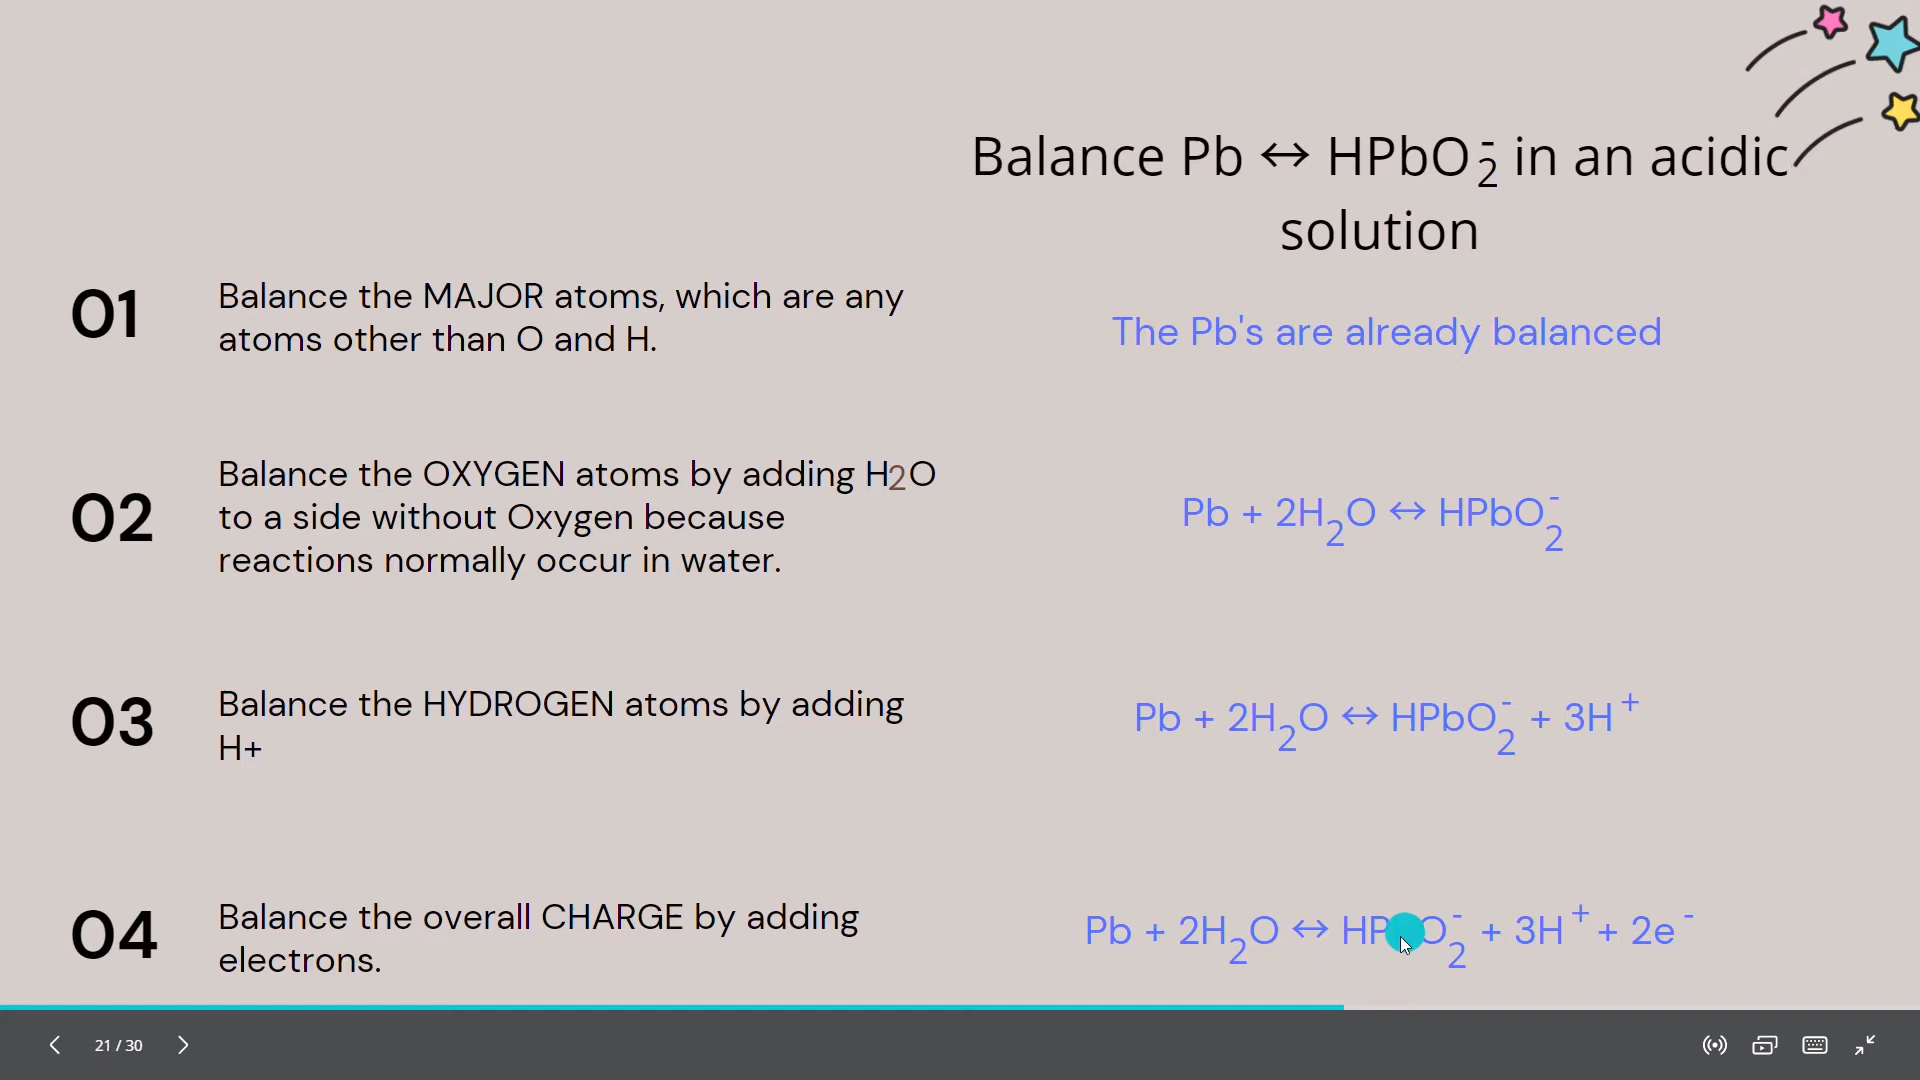 Balance Pb ↔ HPbO₂⁻ in an acidic
solution
01
Balance the MAJOR atoms, which are any
atoms other than O and H.
The Pb's are already balanced
02
Balance the OXYGEN atoms by adding H₂O
to a side without Oxygen because
reactions normally occur in water.
Pb + 2H₂O ↔ HPbO₂⁻
03
Balance the HYDROGEN atoms by adding
H+
Pb + 2H₂O ↔ HPbO₂⁻ + 3H⁺
04
Balance the overall CHARGE by adding
electrons.
Pb + 2H₂O ↔ HPbO₂⁻ + 3H⁺ + 2e⁻
21 / 30